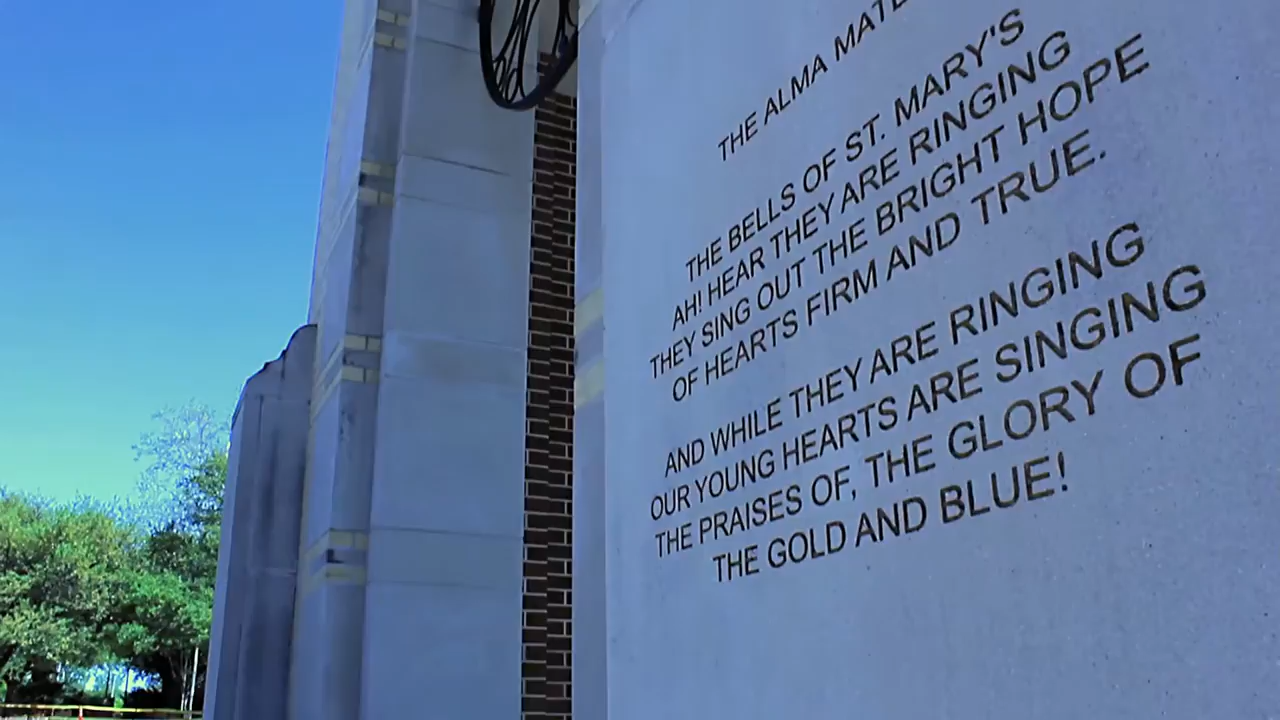 THE ALMA MATER
THE BELLS OF ST. MARY'S
AH! HEAR THEY ARE RINGING
THEY SING OUT THE BRIGHT HOPE
OF HEARTS FIRM AND TRUE.
AND WHILE THEY ARE RINGING
OUR YOUNG HEARTS ARE SINGING
THE PRAISES OF, THE GLORY OF
THE GOLD AND BLUE!